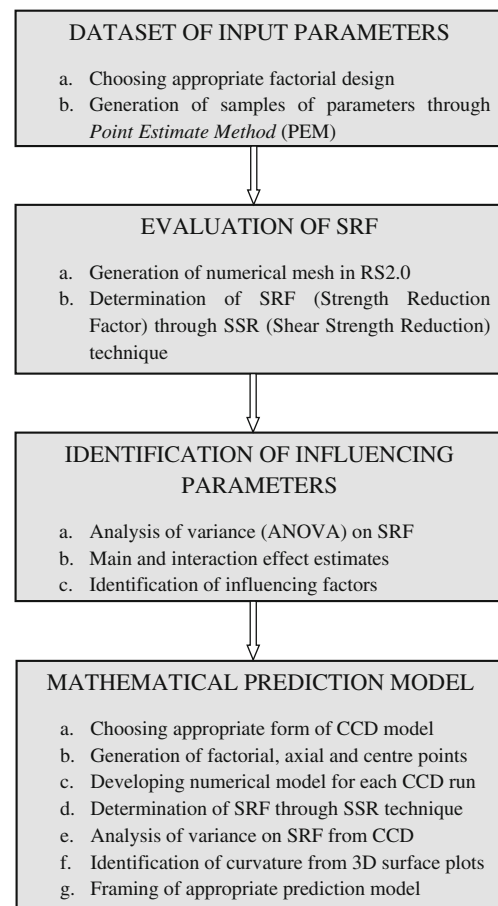 DATASET OF INPUT PARAMETERS
a. Choosing appropriate factorial design
b. Generation of samples of parameters through
Point Estimate Method (PEM)
EVALUATION OF SRF
a. Generation of numerical mesh in RS2.0
b. Determination of SRF (Strength Reduction
Factor) through SSR (Shear Strength Reduction)
technique
IDENTIFICATION OF INFLUENCING
PARAMETERS
a. Analysis of variance (ANOVA) on SRF
b. Main and interaction effect estimates
c. Identification of influencing factors
MATHEMATICAL PREDICTION MODEL
a. Choosing appropriate form of CCD model
b. Generation of factorial, axial and centre points
c. Developing numerical model for each CCD run
d. Determination of SRF through SSR technique
e. Analysis of variance on SRF from CCD
f. Identification of curvature from 3D surface plots
g. Framing of appropriate prediction model